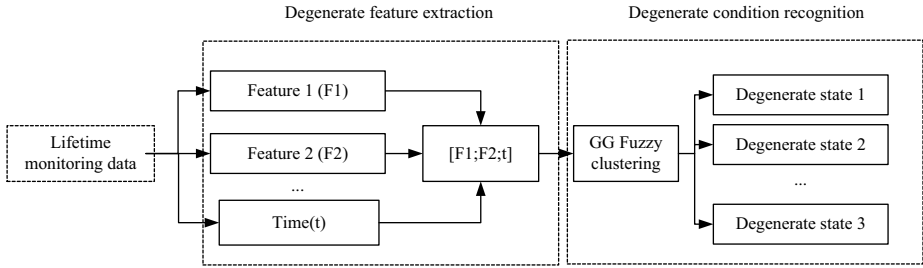 Degenerate feature extraction
Degenerate condition recognition
Lifetime
monitoring data
Feature 1 (F1)
Feature 2 (F2)
...
Time(t)
[F1;F2;t]
GG Fuzzy
clustering
Degenerate state 1
Degenerate state 2
...
Degenerate state 3